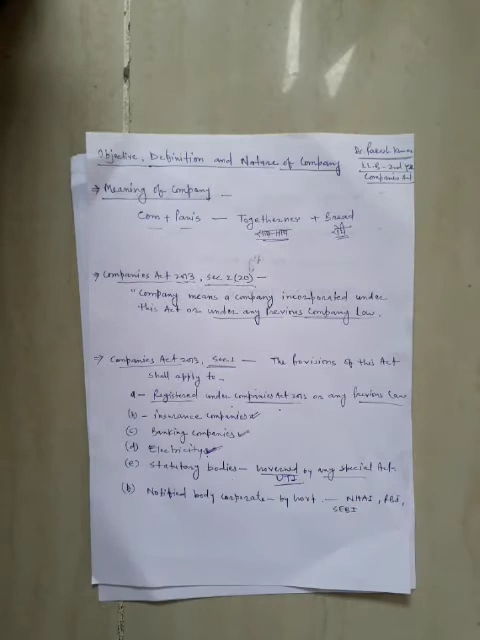 Objective, Definition and Nature of Company
Dr Rakesh Kumar
LL.B - 2nd Year
Companies Act
→ Meaning of Company —
Com + Panis — Togetherness + Bread
साथ-साथ रोटी
→ Companies Act 2013, Sec. 2(20) —
"Company means a company incorporated under
this Act or under any Previous Company Law.
⇒ Companies Act 2013, Sec. 1 — The Provisions of this Act
shall apply to —
a - Registered under Companies Act 2013 or any Previous Law
(b) - insurance companies
(c) Banking companies
(d) Electricity
(e) Statutory bodies — Governed by any special Act.
UTI
(f) Notified body corporate — by Govt. — NHAI, RBI,
SEBI